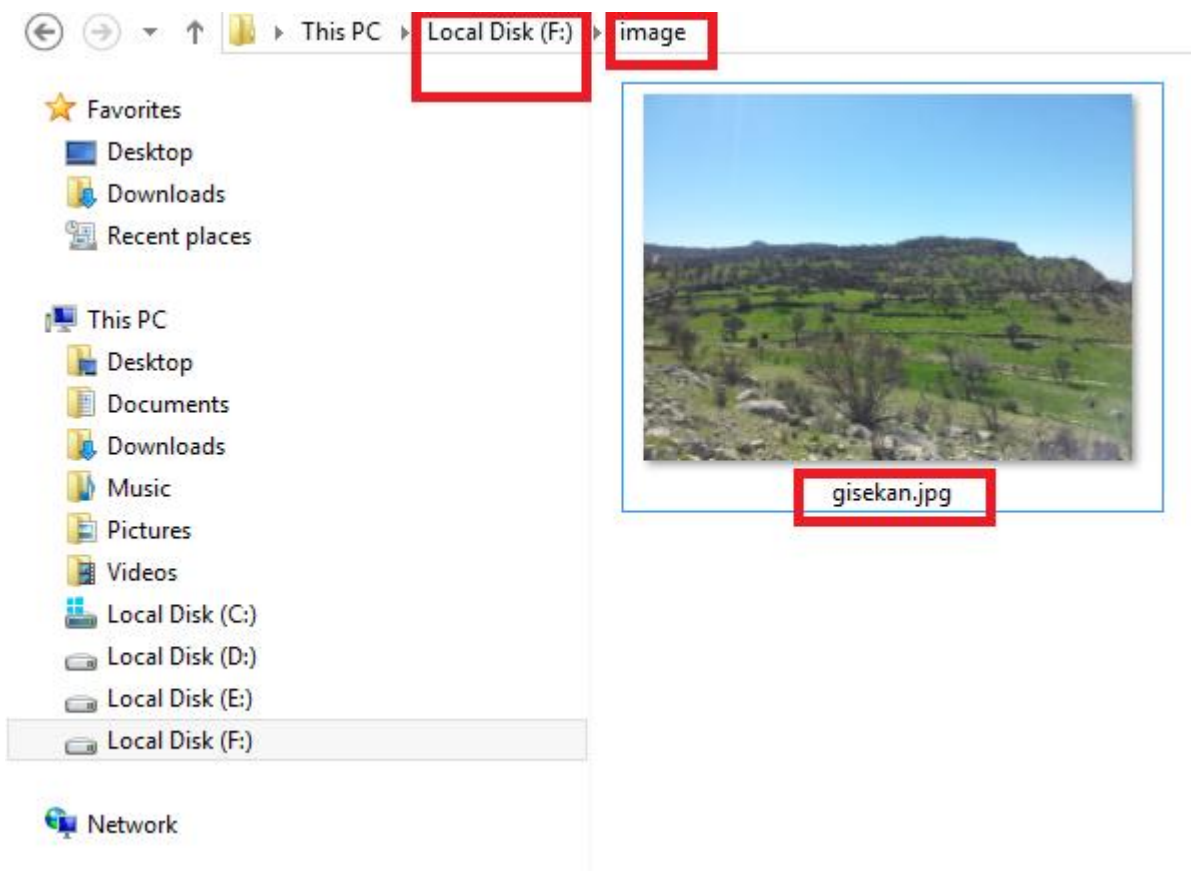 This PC Local Disk (F:) image
Favorites
Desktop
Downloads
Recent places
This PC
Desktop
Documents
Downloads
Music
Pictures
Videos
Local Disk (C:)
Local Disk (D:)
Local Disk (E:)
Local Disk (F:)
Network
gisekan.jpg